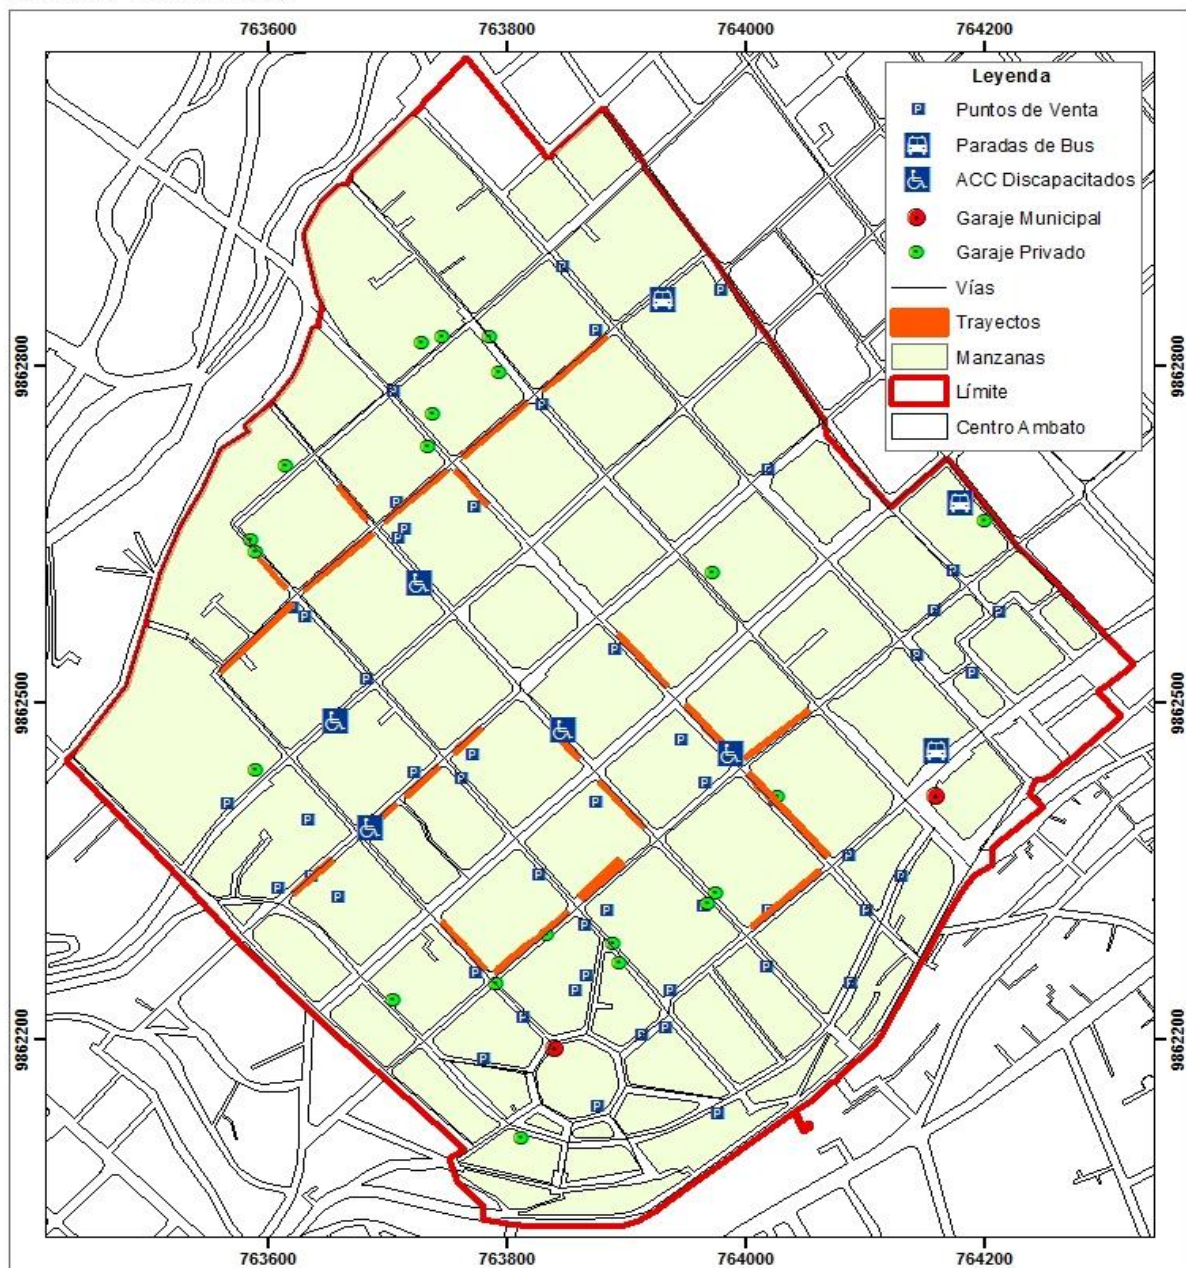 763600 763800 764000 764200
Leyenda
P Puntos de Venta
Paradas de Bus
ACC Discapacitados
Garaje Municipal
Garaje Privado
Vías
Trayectos
Manzanas
Límite
Centro Ambato
9862800 9862800
9862500 9862500
9862200 9862200
763600 763800 764000 764200